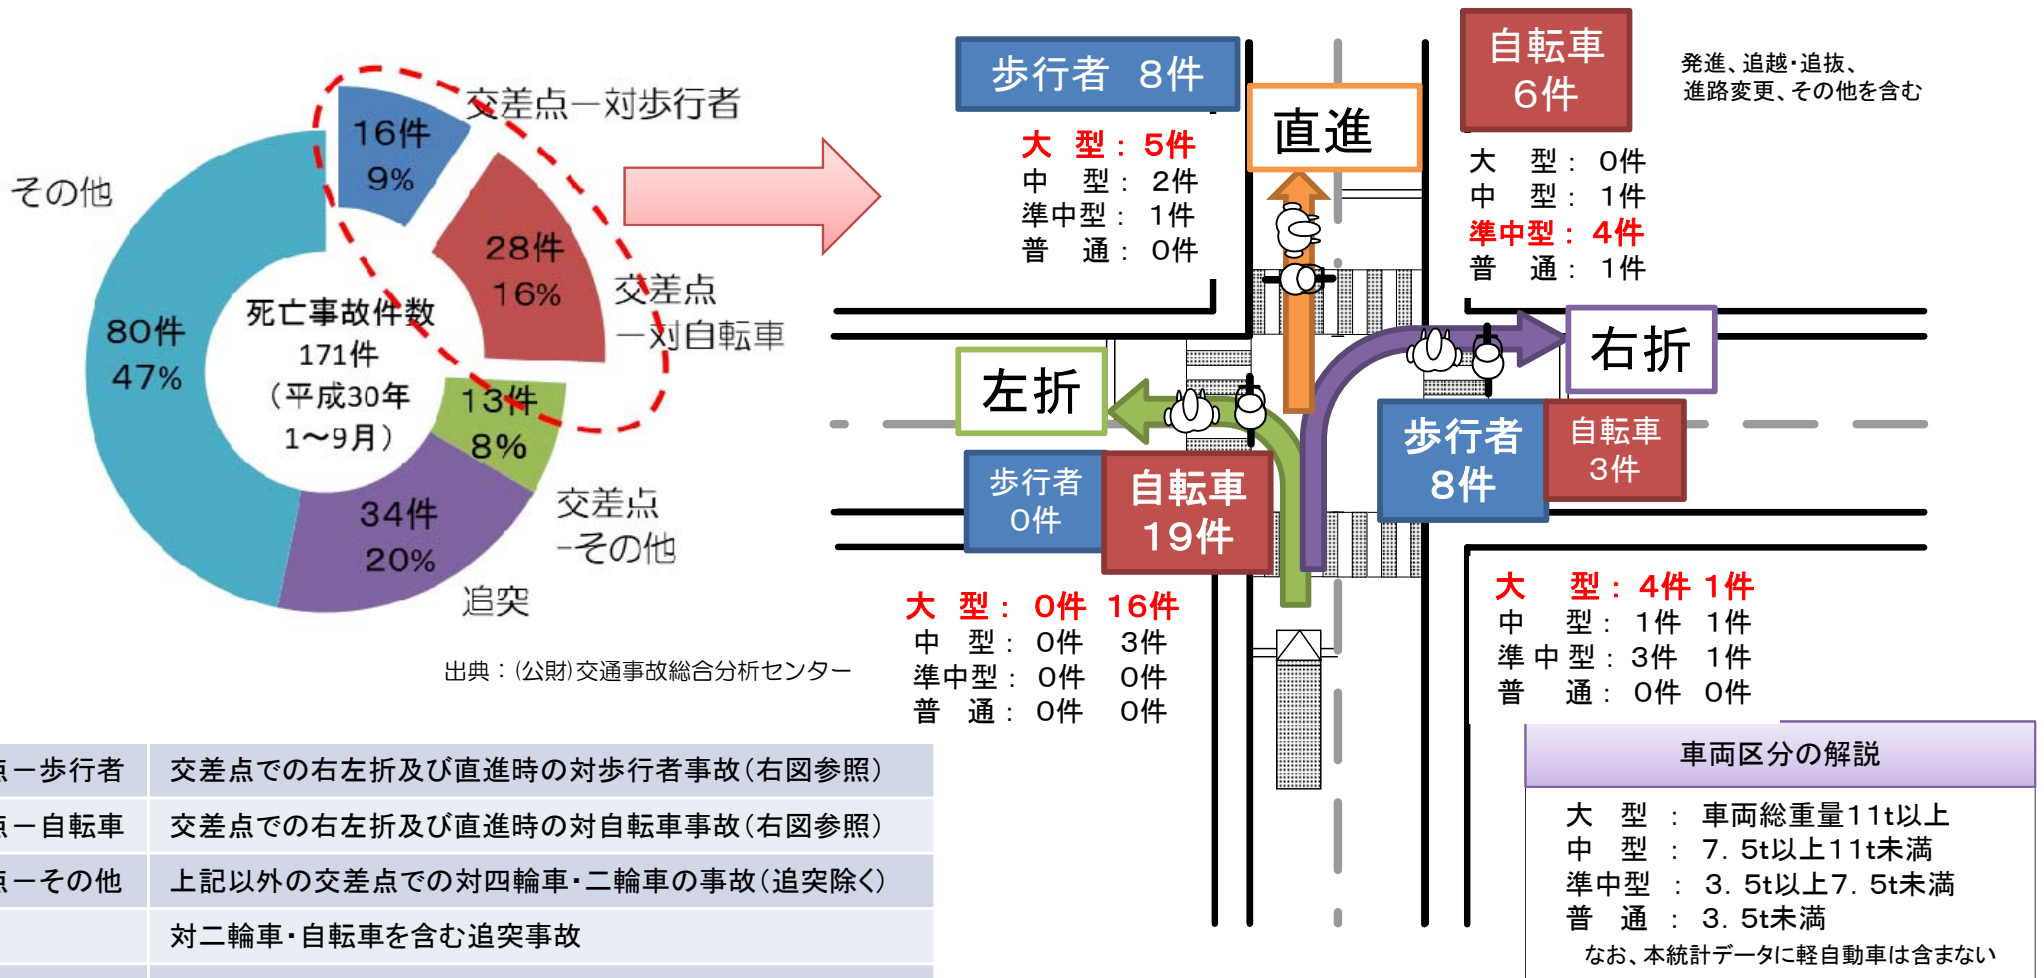 その他
交差点－対歩行者
16件
9%
28件
16%
交差点
－対自転車
80件
47%
死亡事故件数
171件
（平成30年
1～9月）
13件
8%
交差点
-その他
34件
20%
追突
出典：(公財)交通事故総合分析センター
歩行者 8件
大 型： 5件
中 型： 2件
準中型： 1件
普 通： 0件
直進
自転車
6件
発進、追越・追抜、
進路変更、その他を含む
大 型： 0件
中 型： 1件
準中型： 4件
普 通： 1件
左折
右折
歩行者
0件
自転車
19件
歩行者
8件
自転車
3件
大 型： 0件 16件
中 型： 0件 3件
準中型： 0件 0件
普 通： 0件 0件
大 型： 4件 1件
中 型： 1件 1件
準中型： 3件 1件
普 通： 0件 0件
点－歩行者 交差点での右左折及び直進時の対歩行者事故（右図参照）
点－自転車 交差点での右左折及び直進時の対自転車事故（右図参照）
点－その他 上記以外の交差点での対四輪車・二輪車の事故（追突除く）
対二輪車・自転車を含む追突事故
車両区分の解説
大 型 ： 車両総重量11t以上
中 型 ： 7．5t以上11t未満
準中型 ： 3．5t以上7．5t未満
普 通 ： 3．5t未満
なお、本統計データに軽自動車は含まない